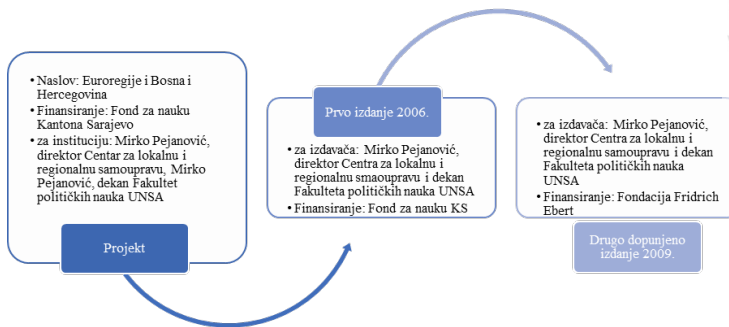 • Naslov: Euroregije i Bosna i
Hercegovina
• Finansiranje: Fond za nauku
Kantona Sarajevo
• za instituciju: Mirko Pejanović,
direktor Centar za lokalnu i
regionalnu samoupravu, Mirko
Pejanović, dekan Fakultet
političkih nauka UNSA
Projekt
Prvo izdanje 2006.
• za izdavača: Mirko Pejanović,
direktor Centra za lokalnu i
regionalnu smaoupravu i dekan
Fakulteta političkih nauka UNSA
• Finansiranje: Fond za nauku KS
• za izdavača: Mirko Pejanović,
direktor Centra za lokalnu i
regionalnu samoupravu i dekan
Fakulteta političkih nauka
UNSA
• Finansiranje: Fondacija Fridrich
Ebert
Drugo dopunjeno
izdanje 2009.